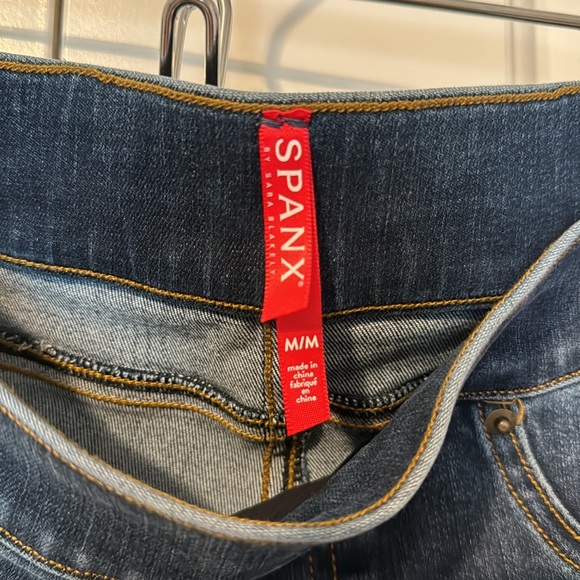 SPANX®
BY SARA BLAKELY
M/M
made in
china
fabriqué
en
chine